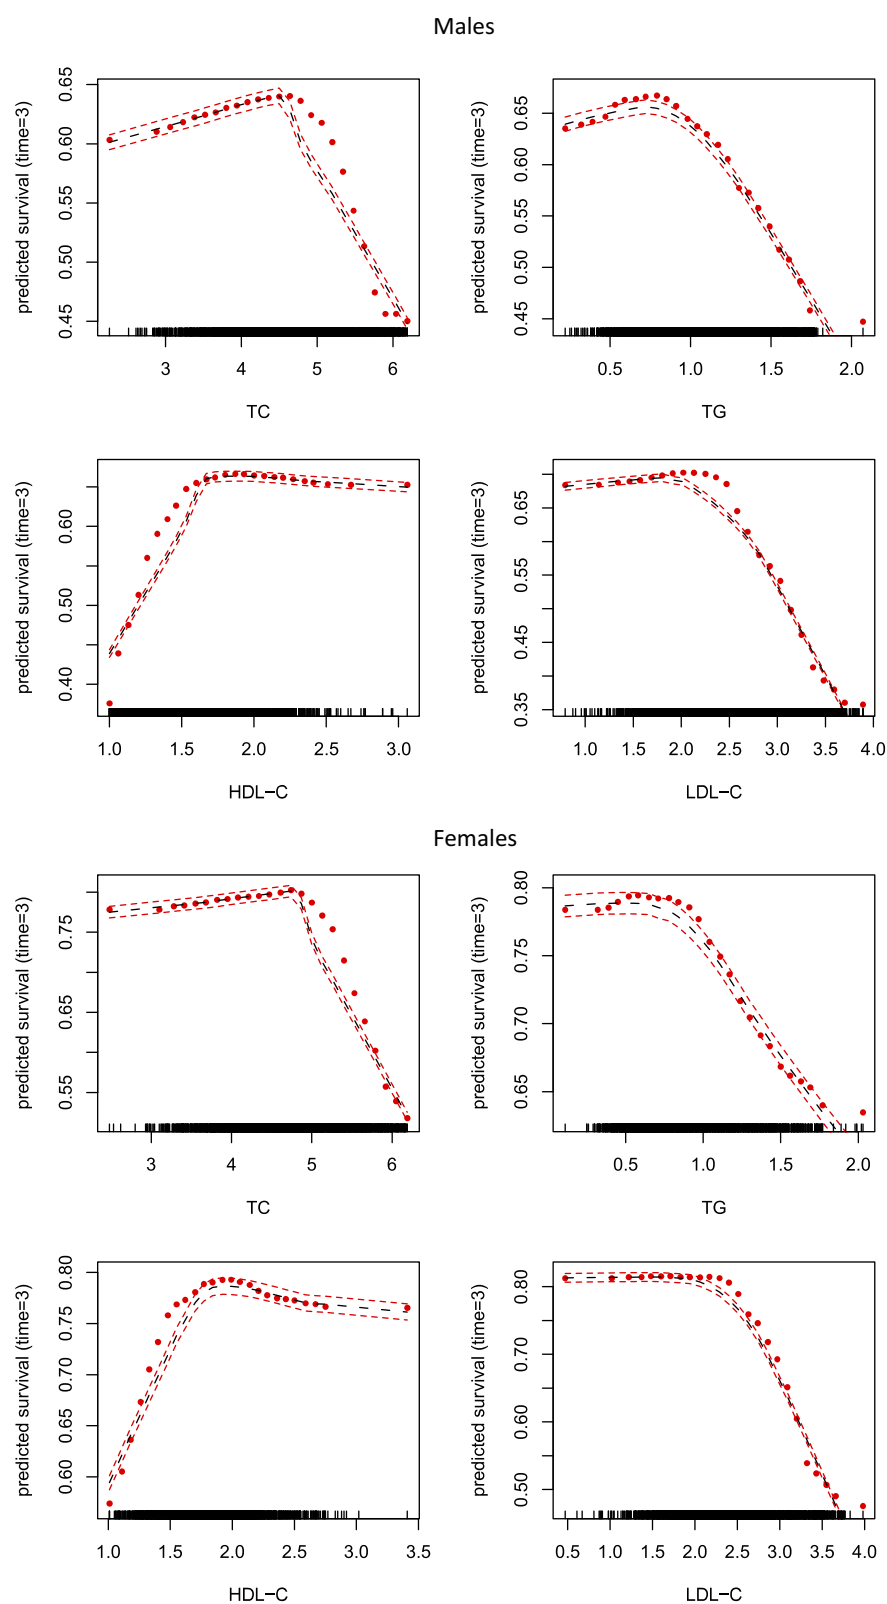 Males
predicted survival (time=3)
0.45 0.50 0.55 0.60 0.65
3 4 5 6
TC
predicted survival (time=3)
0.45 0.50 0.55 0.60 0.65
0.5 1.0 1.5 2.0
TG
predicted survival (time=3)
0.40 0.50 0.60
1.0 1.5 2.0 2.5 3.0
HDL−C
predicted survival (time=3)
0.35 0.45 0.55 0.65
1.0 1.5 2.0 2.5 3.0 3.5 4.0
LDL−C
Females
predicted survival (time=3)
0.55 0.65 0.75
3 4 5 6
TC
predicted survival (time=3)
0.65 0.70 0.75 0.80
0.5 1.0 1.5 2.0
TG
predicted survival (time=3)
0.60 0.65 0.70 0.75 0.80
1.0 1.5 2.0 2.5 3.0 3.5
HDL−C
predicted survival (time=3)
0.50 0.60 0.70 0.80
0.5 1.0 1.5 2.0 2.5 3.0 3.5 4.0
LDL−C